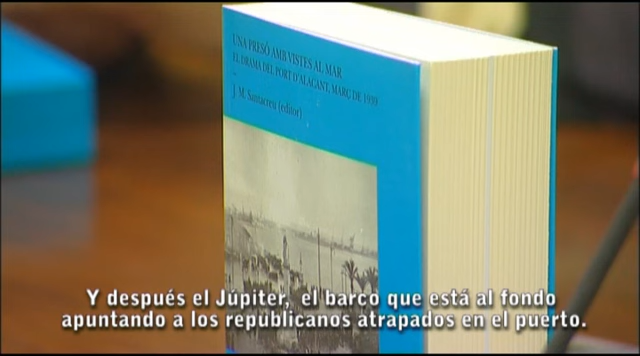 UNA PRESÓ AMB VISTES AL MAR
EL DRAMA DEL PORT D'ALACANT, MARÇ DE 1939
J. M. Santacreu (editor)
Y después el Júpiter, el barco que está al fondo
apuntando a los republicanos atrapados en el puerto.